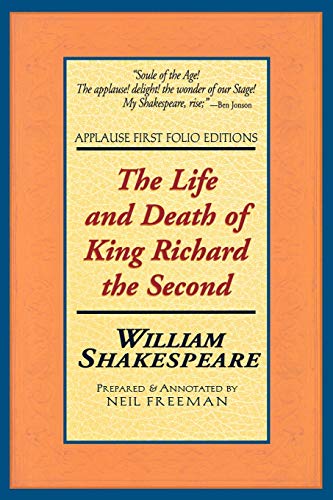 "Soule of the Age!
The applause! delight! the wonder of our Stage!
My Shakespeare, rise;" —Ben Jonson
APPLAUSE FIRST FOLIO EDITIONS
The Life
and Death of
King Richard
the Second
WILLIAM
SHAKESPEARE
PREPARED & ANNOTATED BY
NEIL FREEMAN